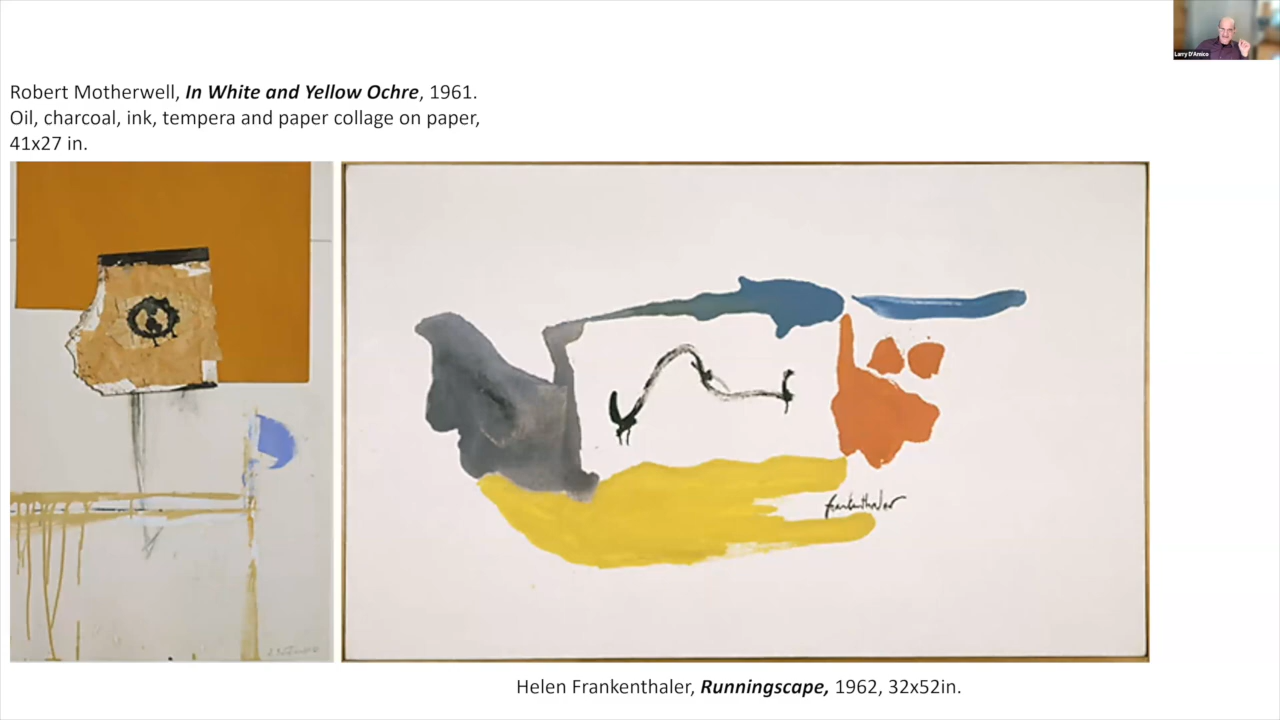 Larry D'Amico
Robert Motherwell, In White and Yellow Ochre, 1961.
Oil, charcoal, ink, tempera and paper collage on paper,
41x27 in.
frankenthaler
Helen Frankenthaler, Runningscape, 1962, 32x52in.